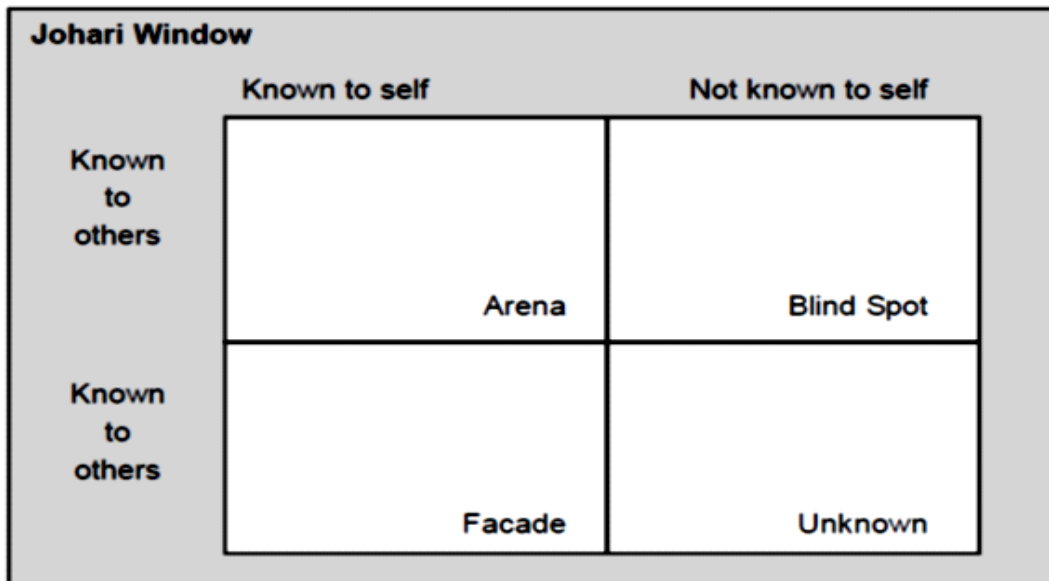 Johari Window
Known to self Not known to self
Known
to
others
Arena Blind Spot
Known
to
others
Facade Unknown